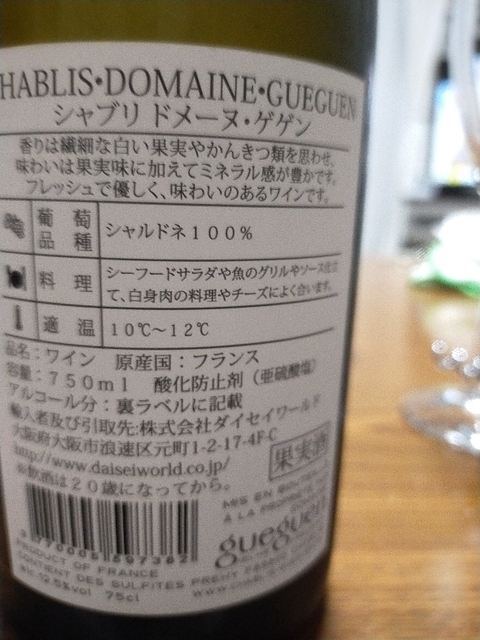 HABLIS•DOMAINE•GUEGUEN
シャブリ ドメーヌ・ゲゲン
香りは繊細な白い果実やかんきつ類を思わせ、
味わいは果実味に加えてミネラル感が豊かです。
フレッシュで優しく、味わいのあるワインです。
葡萄品種 シャルドネ１００％
料理 シーフードサラダや魚のグリルやソース仕立
て、白身肉の料理やチーズによく合います。
適温 １０℃～１２℃
品名：ワイン 原産国：フランス
容量：７５０ｍｌ 酸化防止剤（亜硫酸塩）
アルコール分：裏ラベルに記載
輸入者及び引取先:株式会社ダイセイワールド
大阪府大阪市浪速区元町1-2-17-4F-C
http://www.daiseiworld.co.jp/
果実酒
※飲酒は２０歳になってから。
MIS EN BOUTEI
À LA PROPRIÉT
gueguen
PRODUCT OF FRANCE
CONTIENT DES SULFITES
alc.12.5%vol 75cl